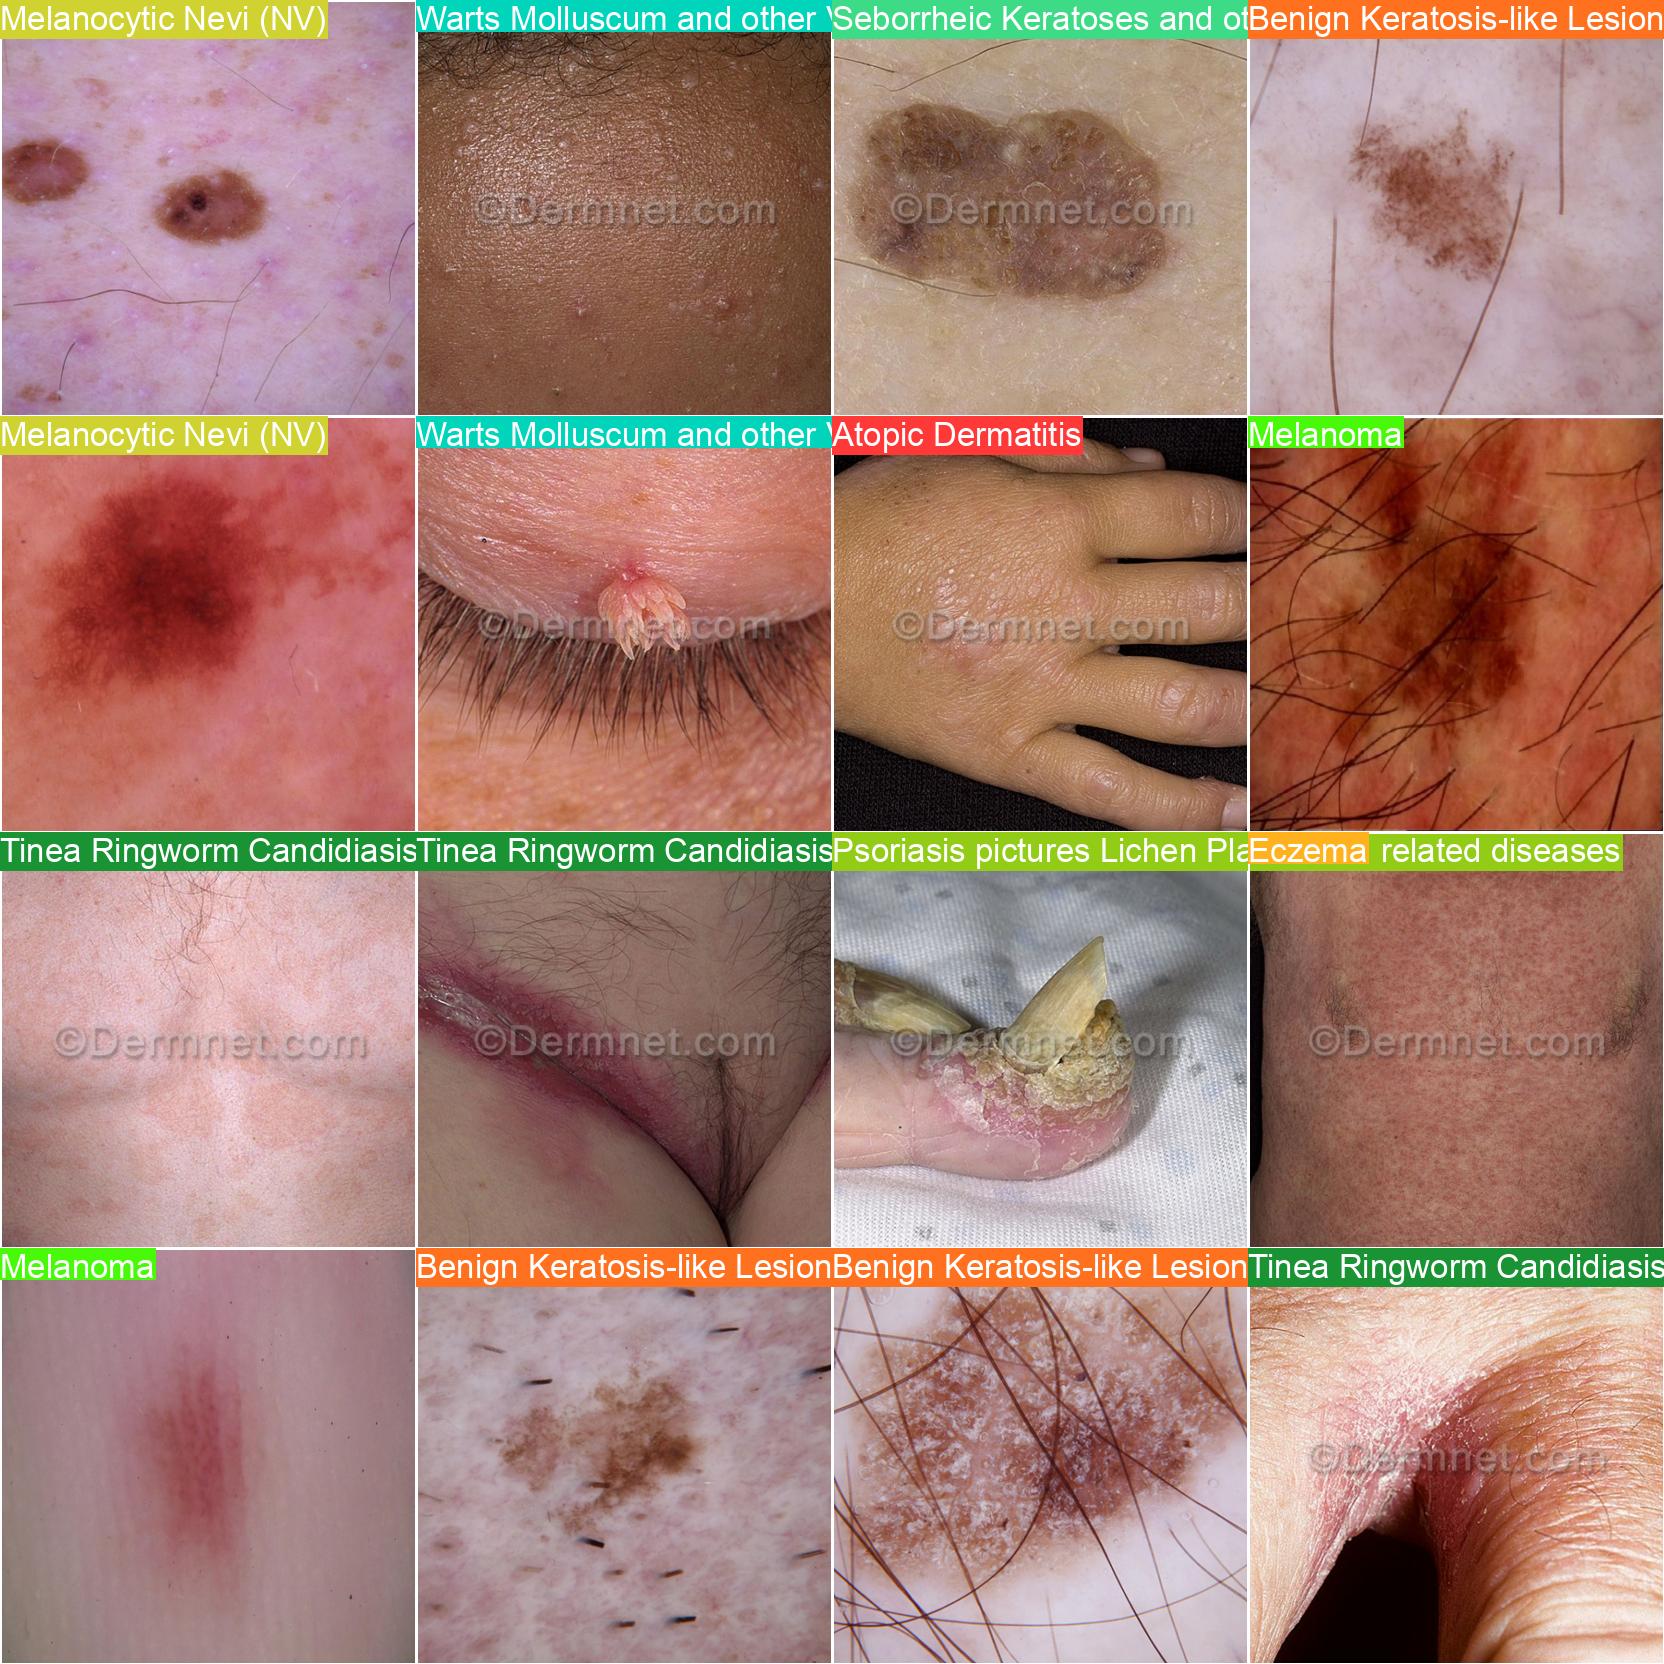 Melanocytic Nevi (NV)
Warts Molluscum and other
Seborrheic Keratoses and ot
Benign Keratosis-like Lesion
©Dermnet.com
©Dermnet.com
Melanocytic Nevi (NV)
Warts Molluscum and other
Atopic Dermatitis
Melanoma
©Dermnet.com
©Dermnet.com
Tinea Ringworm Candidiasis
Tinea Ringworm Candidiasis
Psoriasis pictures Lichen Pla
Eczema related diseases
©Dermnet.com
©Dermnet.com
©Dermnet.com
Melanoma
Benign Keratosis-like Lesion
Benign Keratosis-like Lesion
Tinea Ringworm Candidiasis
©Dermnet.com